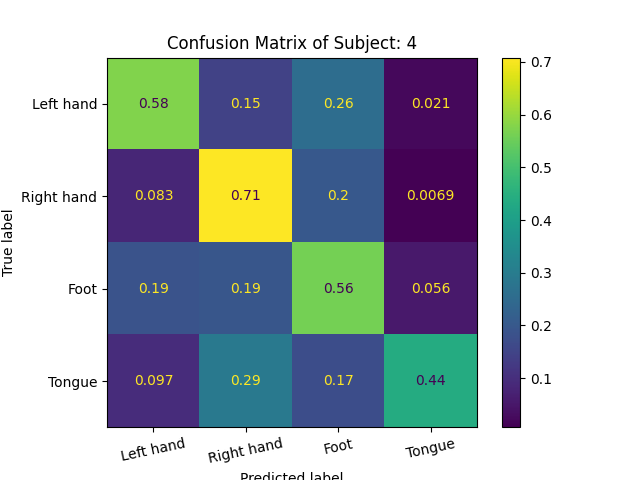 Confusion Matrix of Subject: 4
True label
Left hand 0.58 0.15 0.26 0.021
Right hand 0.083 0.71 0.2 0.0069
Foot 0.19 0.19 0.56 0.056
Tongue 0.097 0.29 0.17 0.44
Left hand Right hand Foot Tongue
Predicted label
0.7
0.6
0.5
0.4
0.3
0.2
0.1